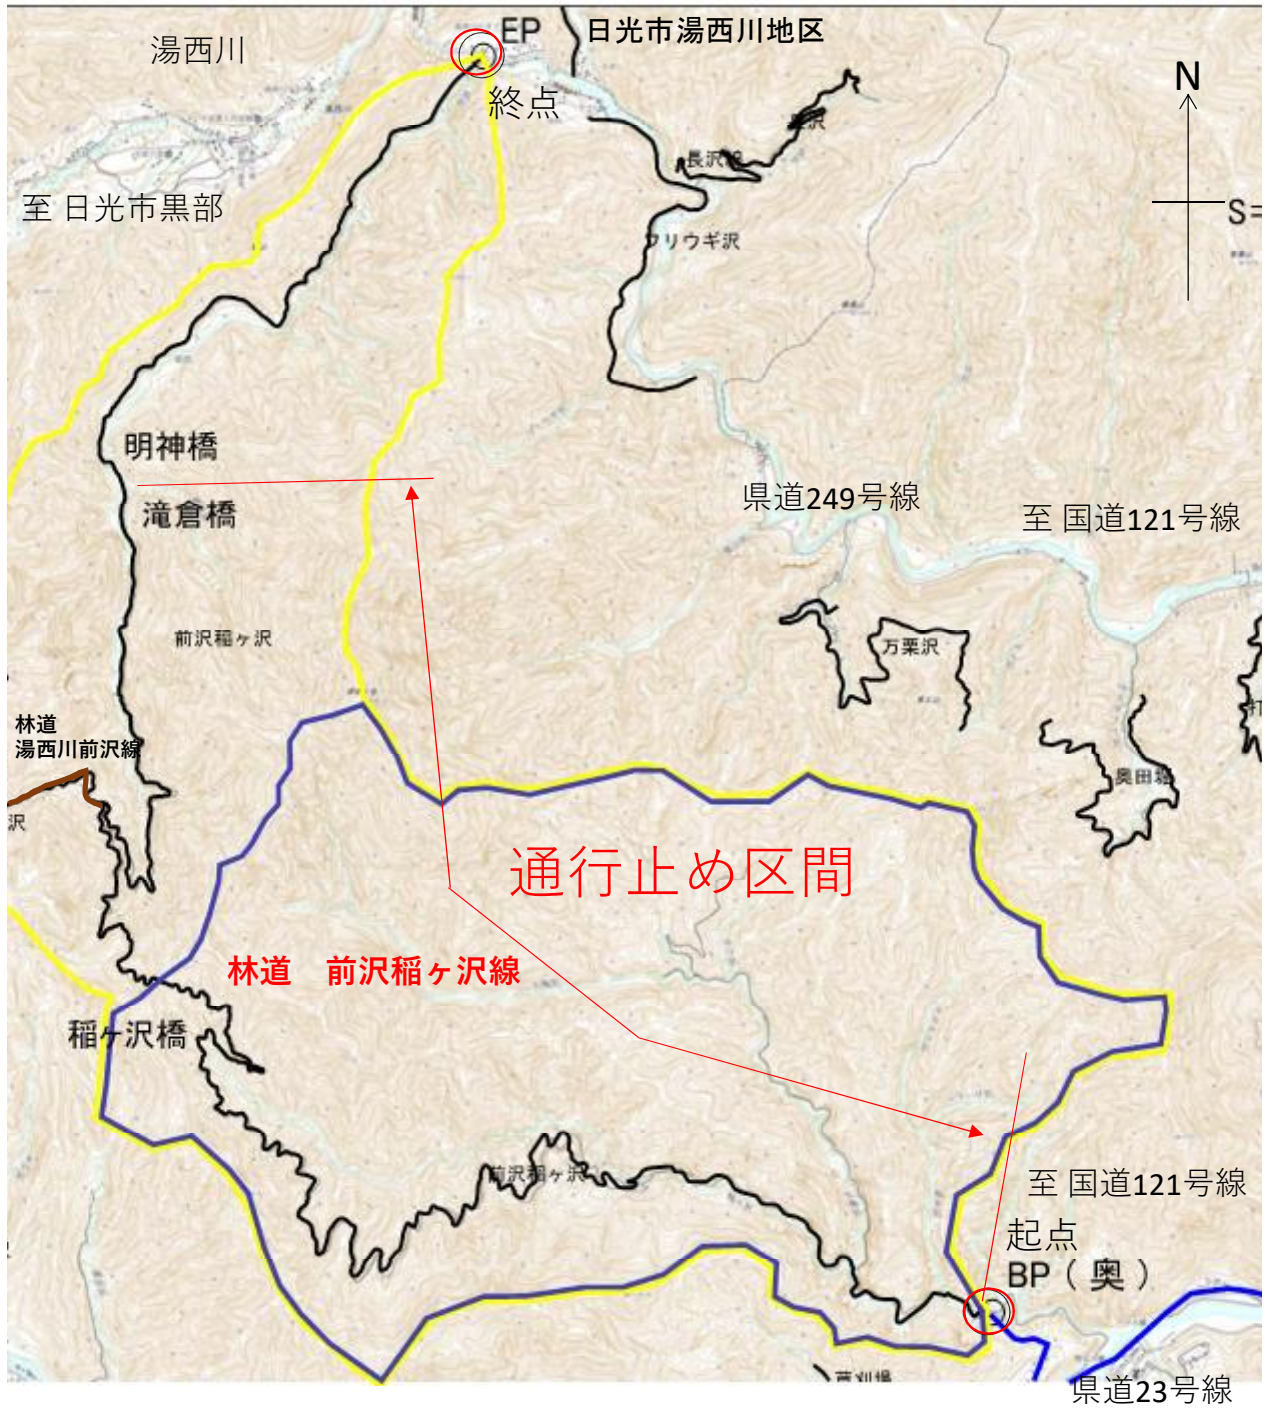 EP
日光市湯西川地区
湯西川
終点
N
至 日光市黒部
S=
長沢線
フリウギ沢
明神橋
滝倉橋
県道249号線
至 国道121号線
前沢稲ヶ沢
万栗沢
林道
湯西川前沢線
奥田堀
沢
通行止め区間
林道 前沢稲ヶ沢線
稲ヶ沢橋
前沢稲ヶ沢
至 国道121号線
起点
BP(奥)
県道23号線